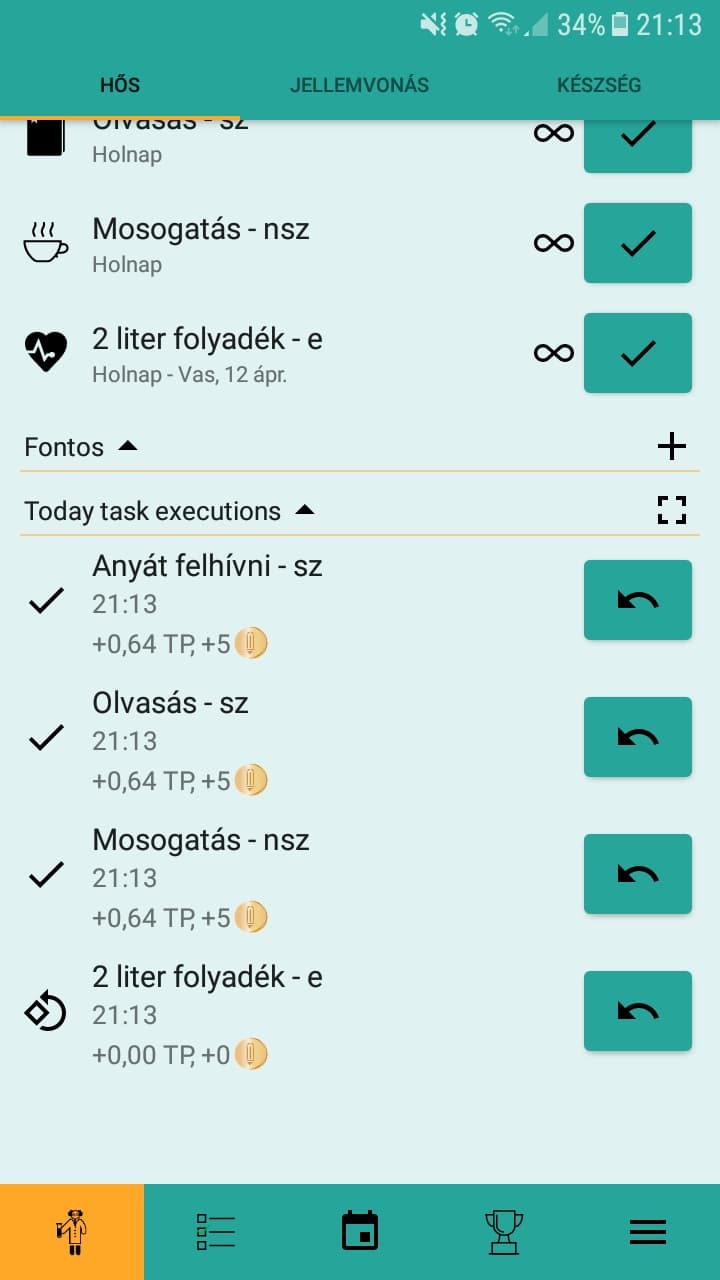 34% 21:13
HŐS JELLEMVONÁS KÉSZSÉG
Olvasás - sz
Holnap
Mosogatás - nsz
Holnap
2 liter folyadék - e
Holnap - Vas, 12 ápr.
Fontos
Today task executions
Anyát felhívni - sz
21:13
+0,64 TP, +5
Olvasás - sz
21:13
+0,64 TP, +5
Mosogatás - nsz
21:13
+0,64 TP, +5
2 liter folyadék - e
21:13
+0,00 TP, +0